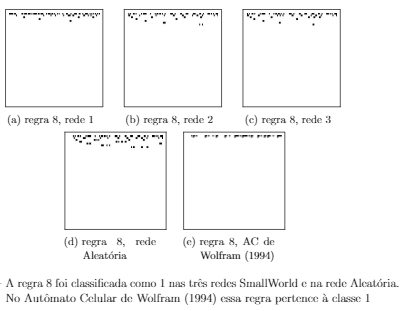 (a) regra 8, rede 1
(b) regra 8, rede 2
(c) regra 8, rede 3
(d) regra 8, rede
Aleatória
(e) regra 8, AC de
Wolfram (1994)
A regra 8 foi classificada como 1 nas três redes SmallWorld e na rede Aleatória.
No Autômato Celular de Wolfram (1994) essa regra pertence à classe 1